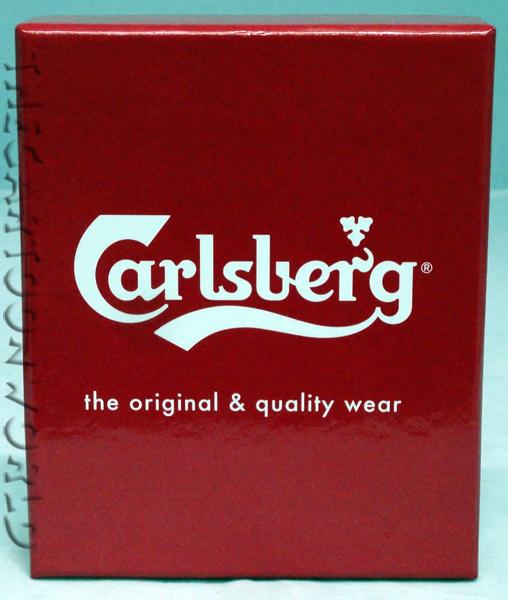 Carlsberg®
the original & quality wear